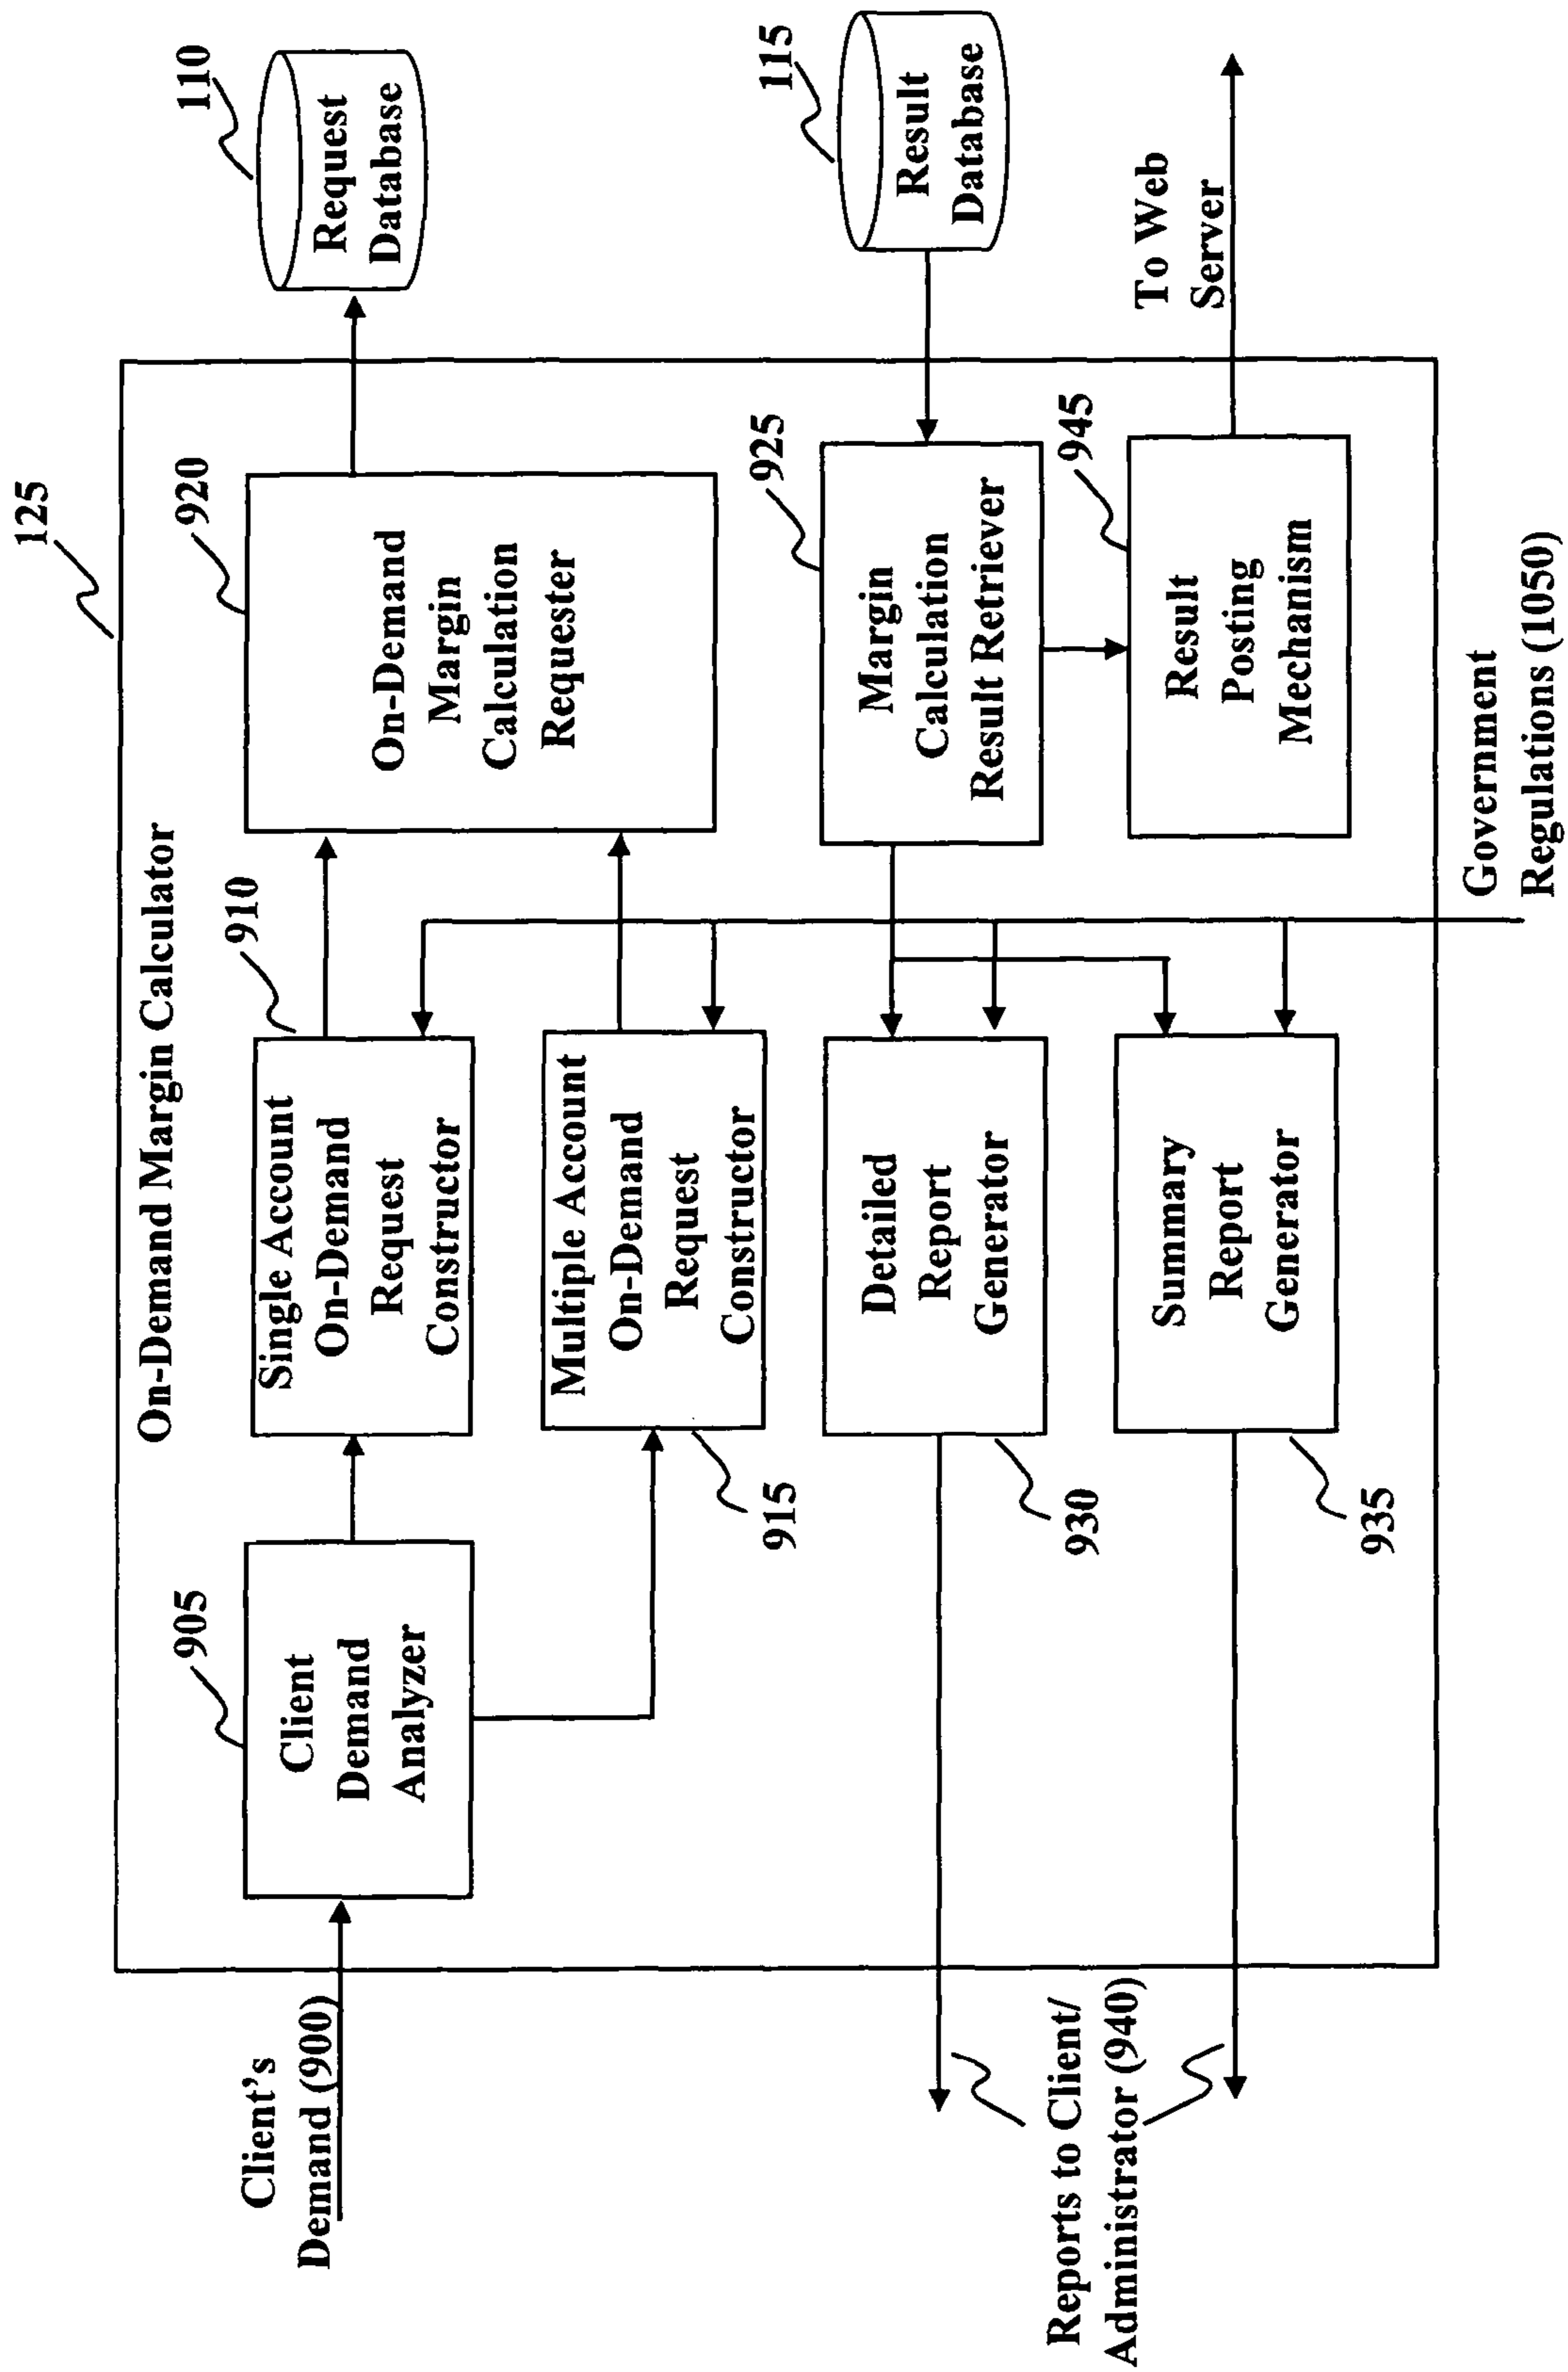 125
On-Demand Margin Calculator
Client's
Demand (900)
905
Client
Demand
Analyzer
910
Single Account
On-Demand
Request
Constructor
915
Multiple Account
On-Demand
Request
Constructor
920
On-Demand
Margin
Calculation
Requester
110
Request
Database
115
Result
Database
925
Margin
Calculation
Result Retriever
945
Result
Posting
Mechanism
To Web
Server
930
Detailed
Report
Generator
935
Summary
Report
Generator
Reports to Client/
Administrator (940)
Government
Regulations (1050)